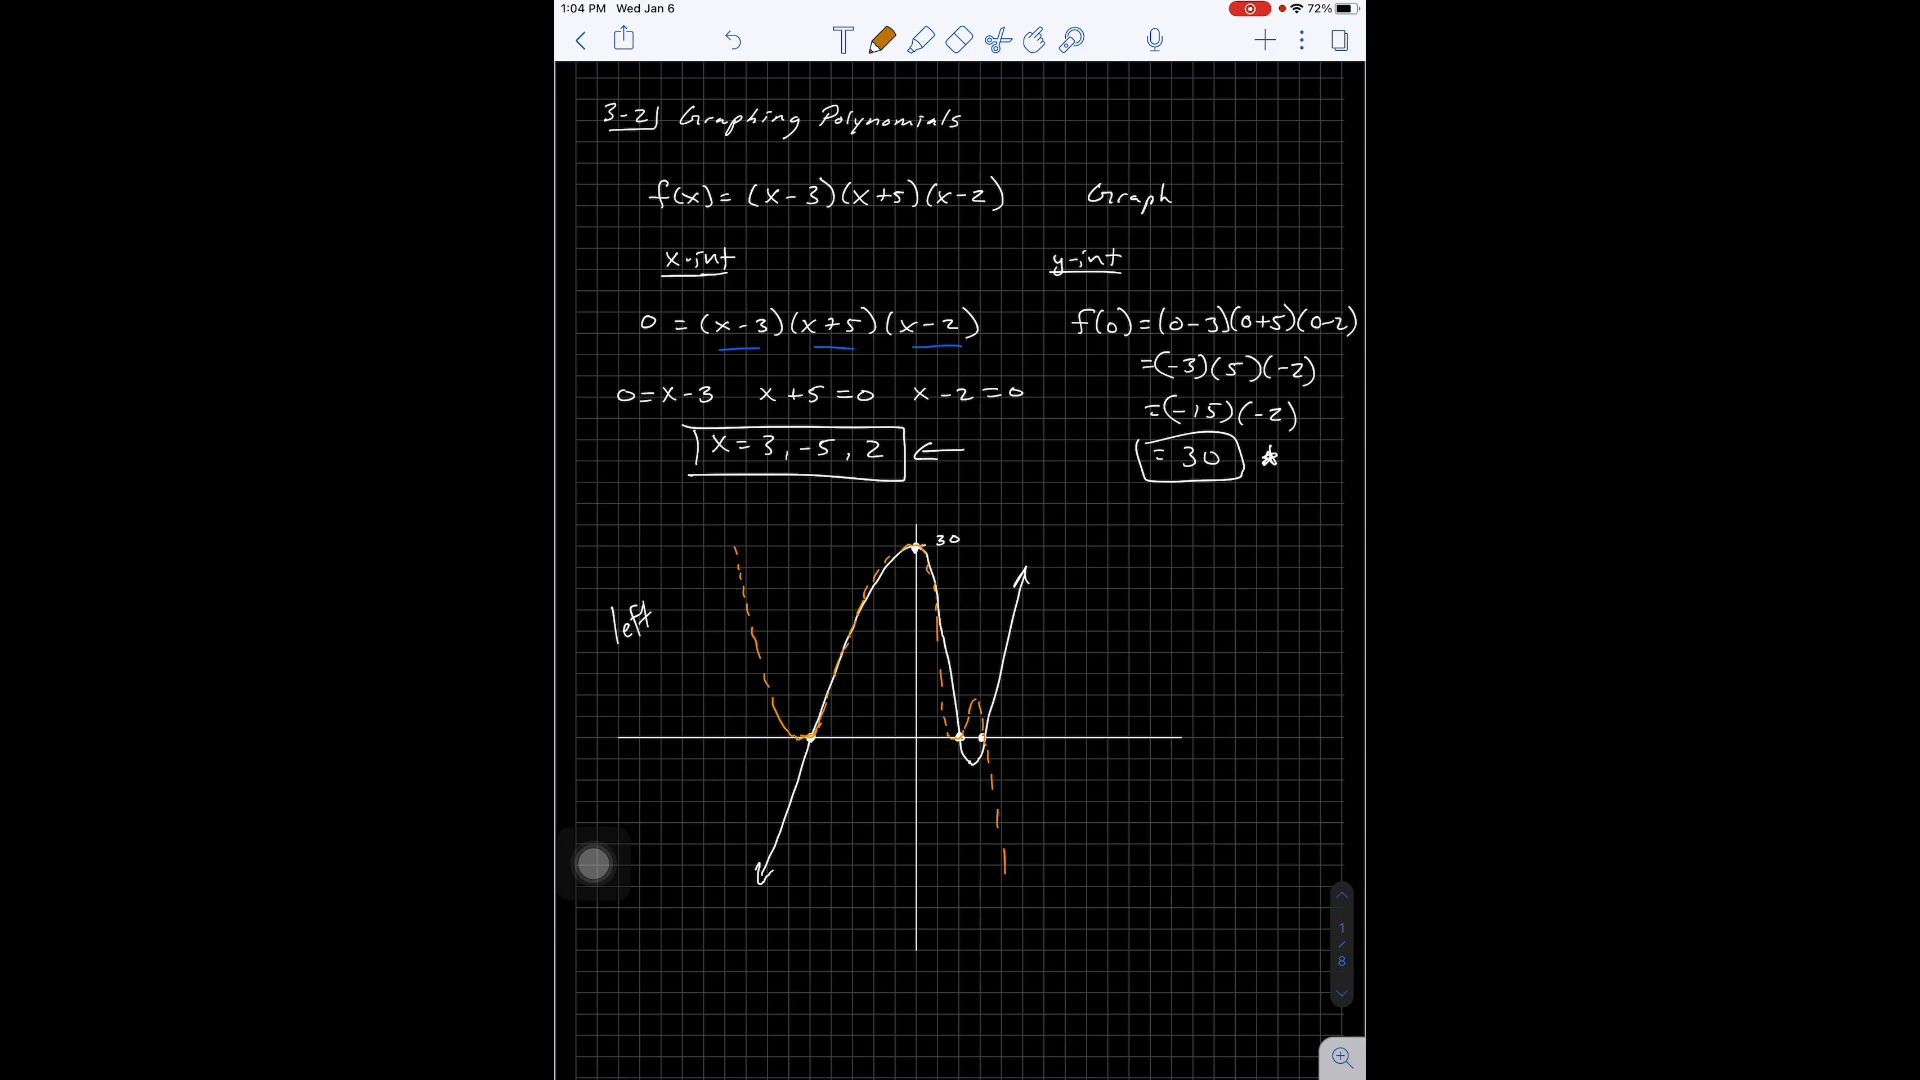 1:04 PM Wed Jan 6 72%
T
3-2 Graphing Polynomials
f(x) = (x-3)(x+5)(x-2) Graph
x-int y-int
0 = (x-3)(x+5)(x-2) f(0) = (0-3)(0+5)(0-2)
=(-3)(5)(-2)
0=x-3 x+5=0 x-2=0
=(-15)(-2)
x=3, -5, 2 ←
= 30 *
30
left
1
/
8